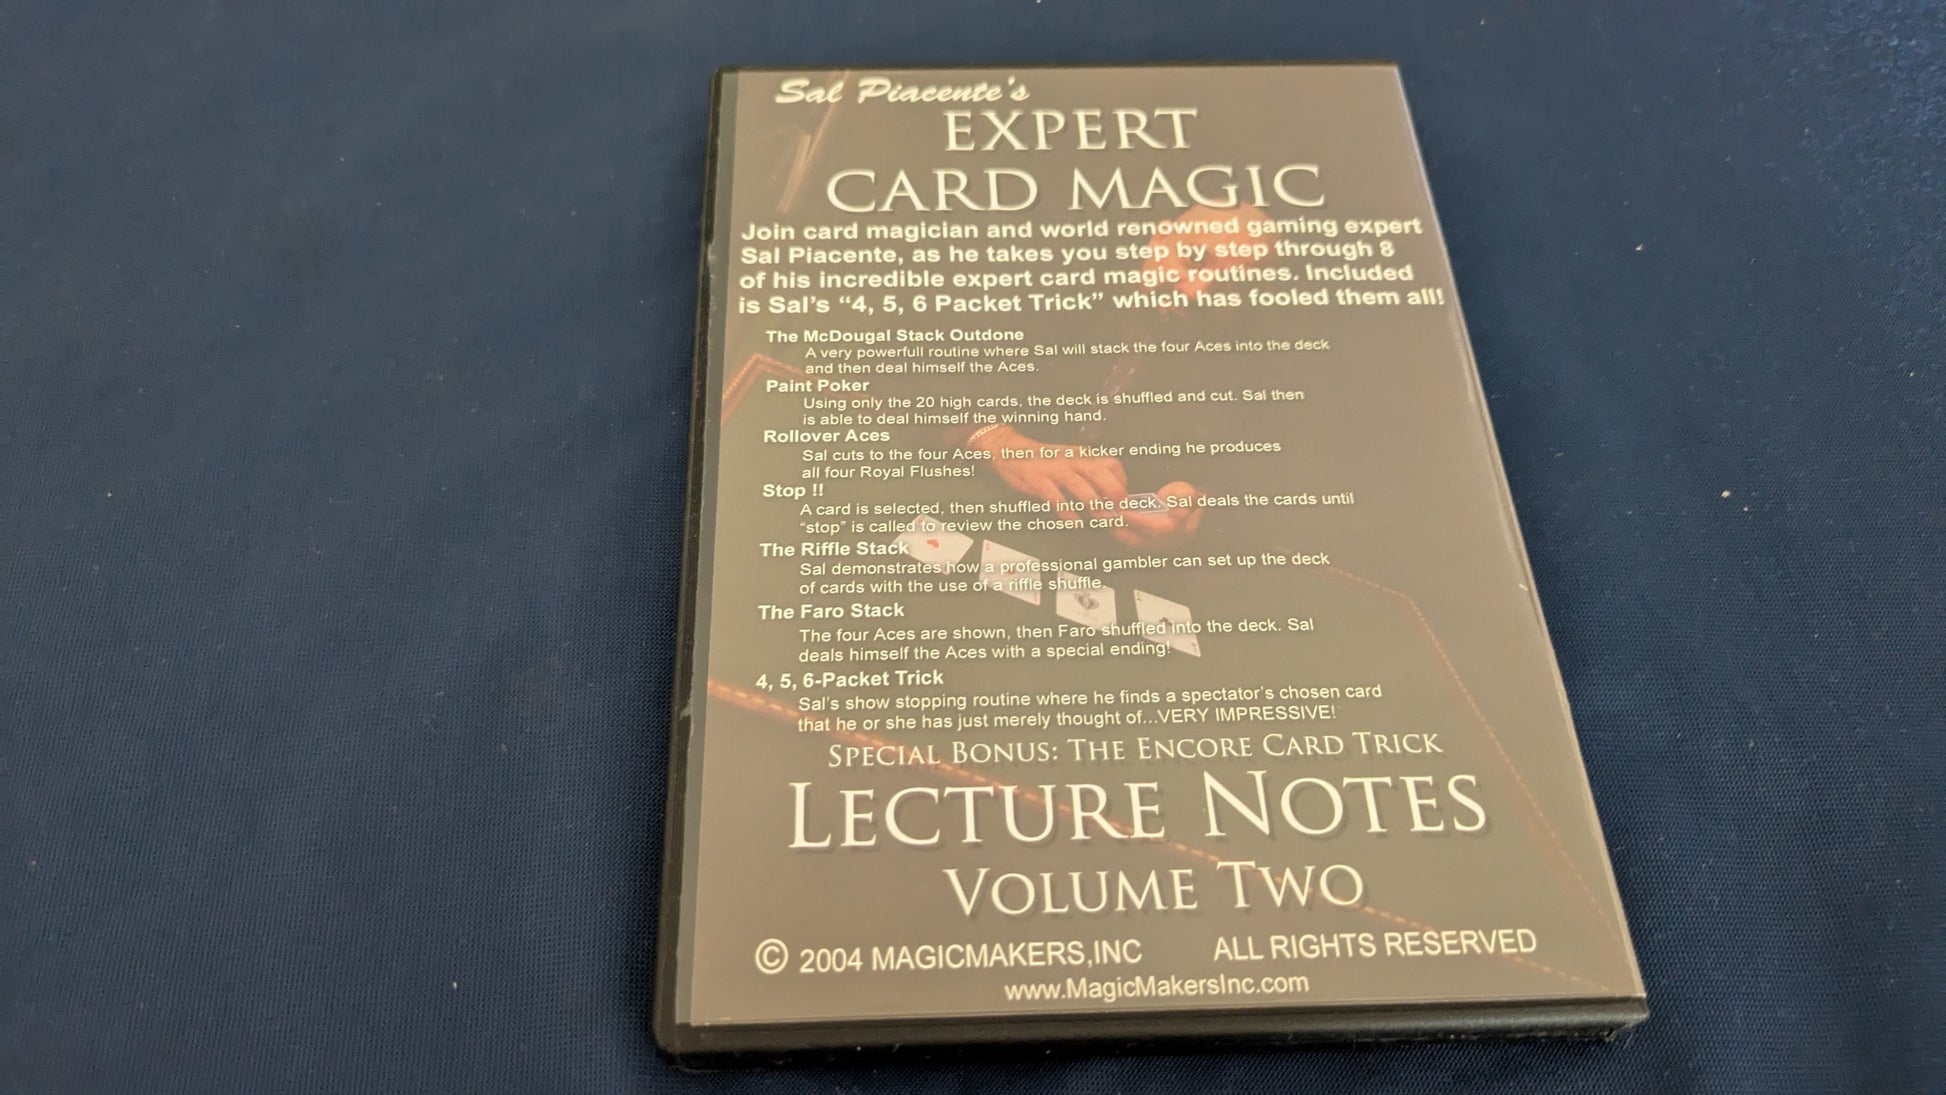 Sal Piacente's
EXPERT
CARD MAGIC
Join card magician and world renowned gaming expert
Sal Piacente, as he takes you step by step through 8
of his incredible expert card magic routines. Included
is Sal's “4, 5, 6 Packet Trick” which has fooled them all!
The McDougal Stack Outdone
A very powerfull routine where Sal will stack the four Aces into the deck
and then deal himself the Aces.
Paint Poker
Using only the 20 high cards, the deck is shuffled and cut. Sal then
is able to deal himself the winning hand.
Rollover Aces
Sal cuts to the four Aces, then for a kicker ending he produces
all four Royal Flushes!
Stop !!
A card is selected, then shuffled into the deck. Sal deals the cards until
“stop” is called to review the chosen card.
The Riffle Stack
Sal demonstrates how a professional gambler can set up the deck
of cards with the use of a riffle shuffle.
The Faro Stack
The four Aces are shown, then Faro shuffled into the deck. Sal
deals himself the Aces with a special ending!
4, 5, 6-Packet Trick
Sal's show stopping routine where he finds a spectator's chosen card
that he or she has just merely thought of...VERY IMPRESSIVE!
SPECIAL BONUS: THE ENCORE CARD TRICK
LECTURE NOTES
VOLUME TWO
© 2004 MAGICMAKERS,INC ALL RIGHTS RESERVED
www.MagicMakersInc.com